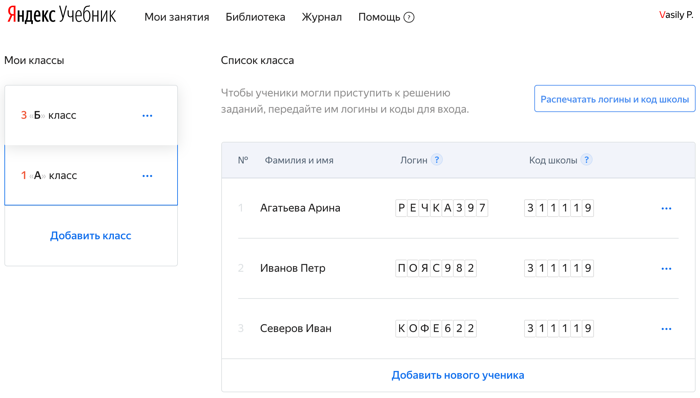 Яндекс Учебник
Мои занятия Библиотека Журнал Помощь ?
Vasily P.
Мои классы
3 «Б» класс ...
1 «А» класс ...
Добавить класс
Список класса
Чтобы ученики могли приступить к решению
заданий, передайте им логины и коды для входа.
Распечатать логины и код школы
№ Фамилия и имя Логин ? Код школы ?
1 Агатьева Арина РЕЧКА397 311119 ...
2 Иванов Петр ПОЯС982 311119 ...
3 Северов Иван КОФЕ622 311119 ...
Добавить нового ученика